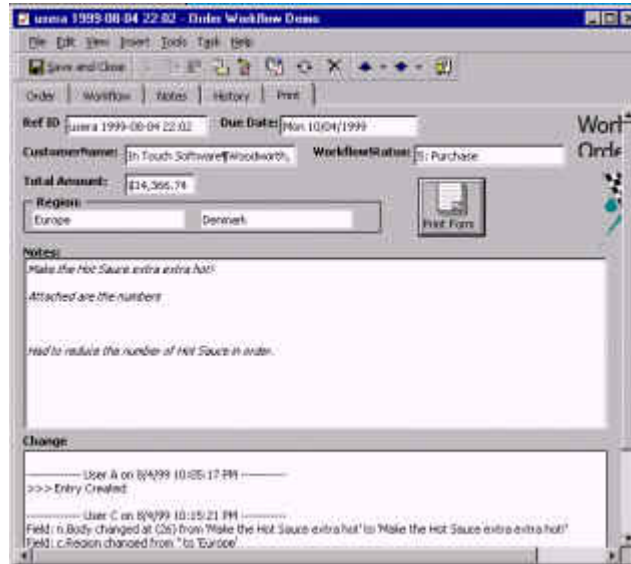 usera 1999-08-04 22:02 - Order Workflow Demo
File Edit View Insert Tools Task Help
Save and Close
Order Workflow Notes History Print
Ref ID usera 1999-08-04 22:02 Due Date: Mon 10/04/1999
CustomerName: In Touch Software¶Woodworth, WorkflowStatus: 5: Purchase
Total Amount: $14,366.74
Region
Europe Denmark
Print Form
Notes:
Make the Hot Sauce extra extra hot!
Attached are the numbers
Had to reduce the number of Hot Sauce in order.
Change
------------ User A on 8/4/99 10:05:17 PM ------------
>>> Entry Created
------------ User C on 8/4/99 10:15:21 PM ------------
Field: n.Body changed at (26) from 'Make the Hot Sauce extra hot' to 'Make the Hot Sauce extra extra hot!'
Field: c.Region changed from '' to 'Europe'